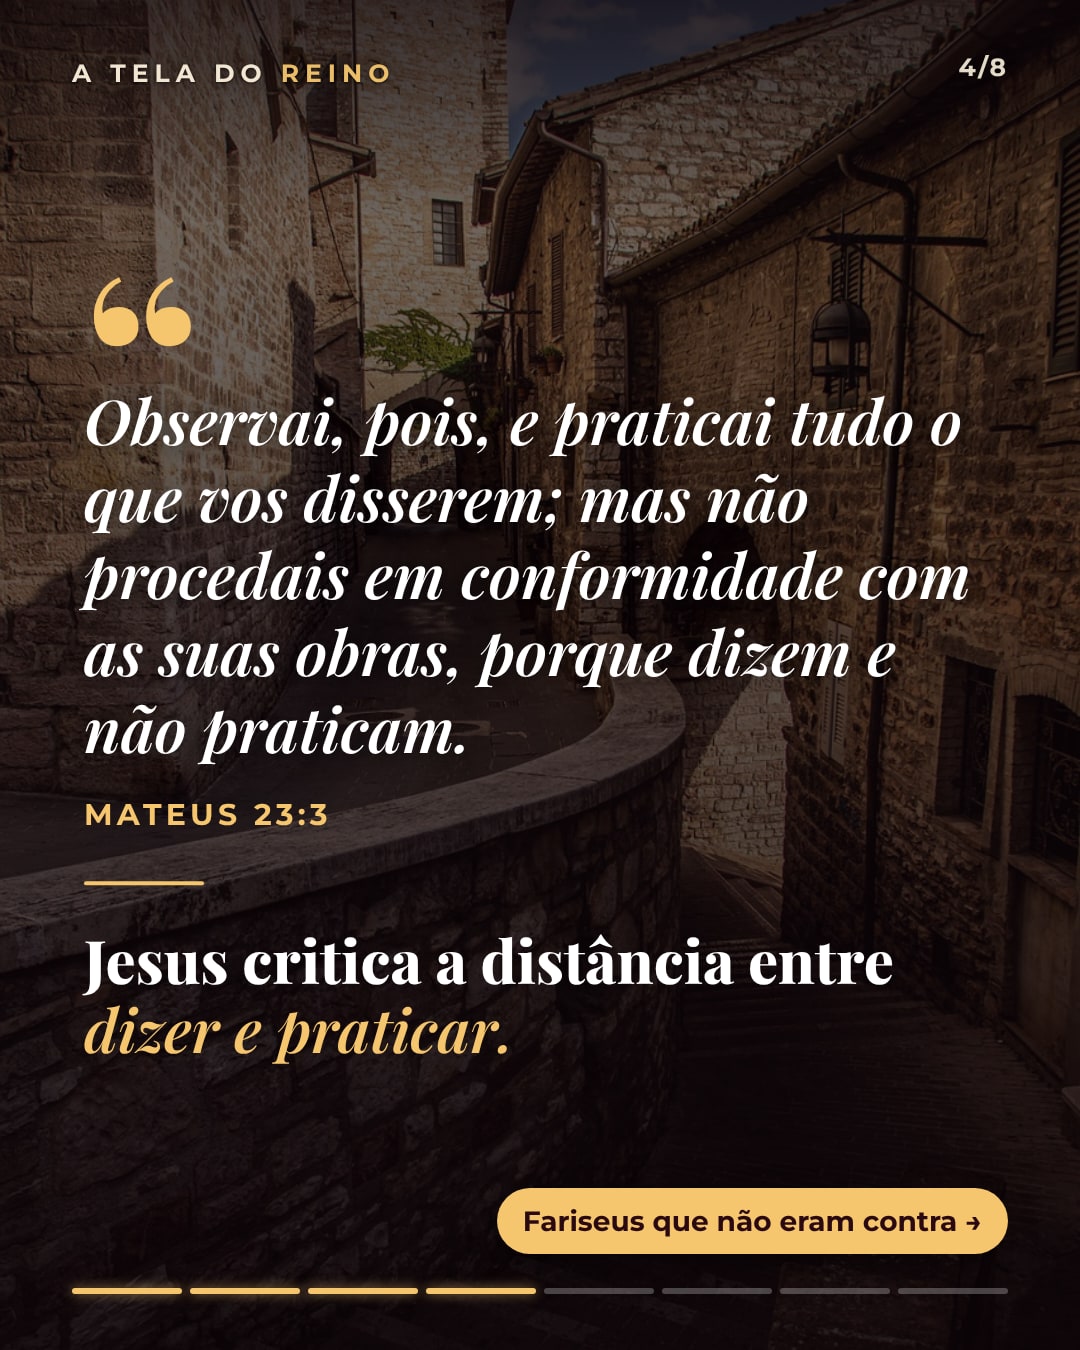 A TELA DO REINO
4/8
Observai, pois, e praticai tudo o
que vos disserem; mas não
procedais em conformidade com
as suas obras, porque dizem e
não praticam.
MATEUS 23:3
Jesus critica a distância entre
dizer e praticar.
Fariseus que não eram contra →